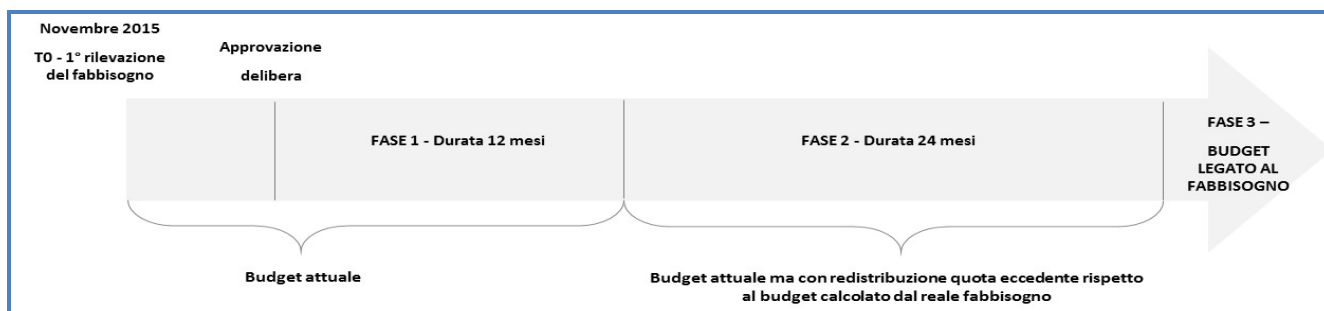 Novembre 2015
T0 - 1° rilevazione
del fabbisogno
Approvazione
delibera
FASE 1 - Durata 12 mesi
FASE 2 - Durata 24 mesi
FASE 3 –
BUDGET
LEGATO AL
FABBISOGNO
Budget attuale
Budget attuale ma con redistribuzione quota eccedente rispetto
al budget calcolato dal reale fabbisogno